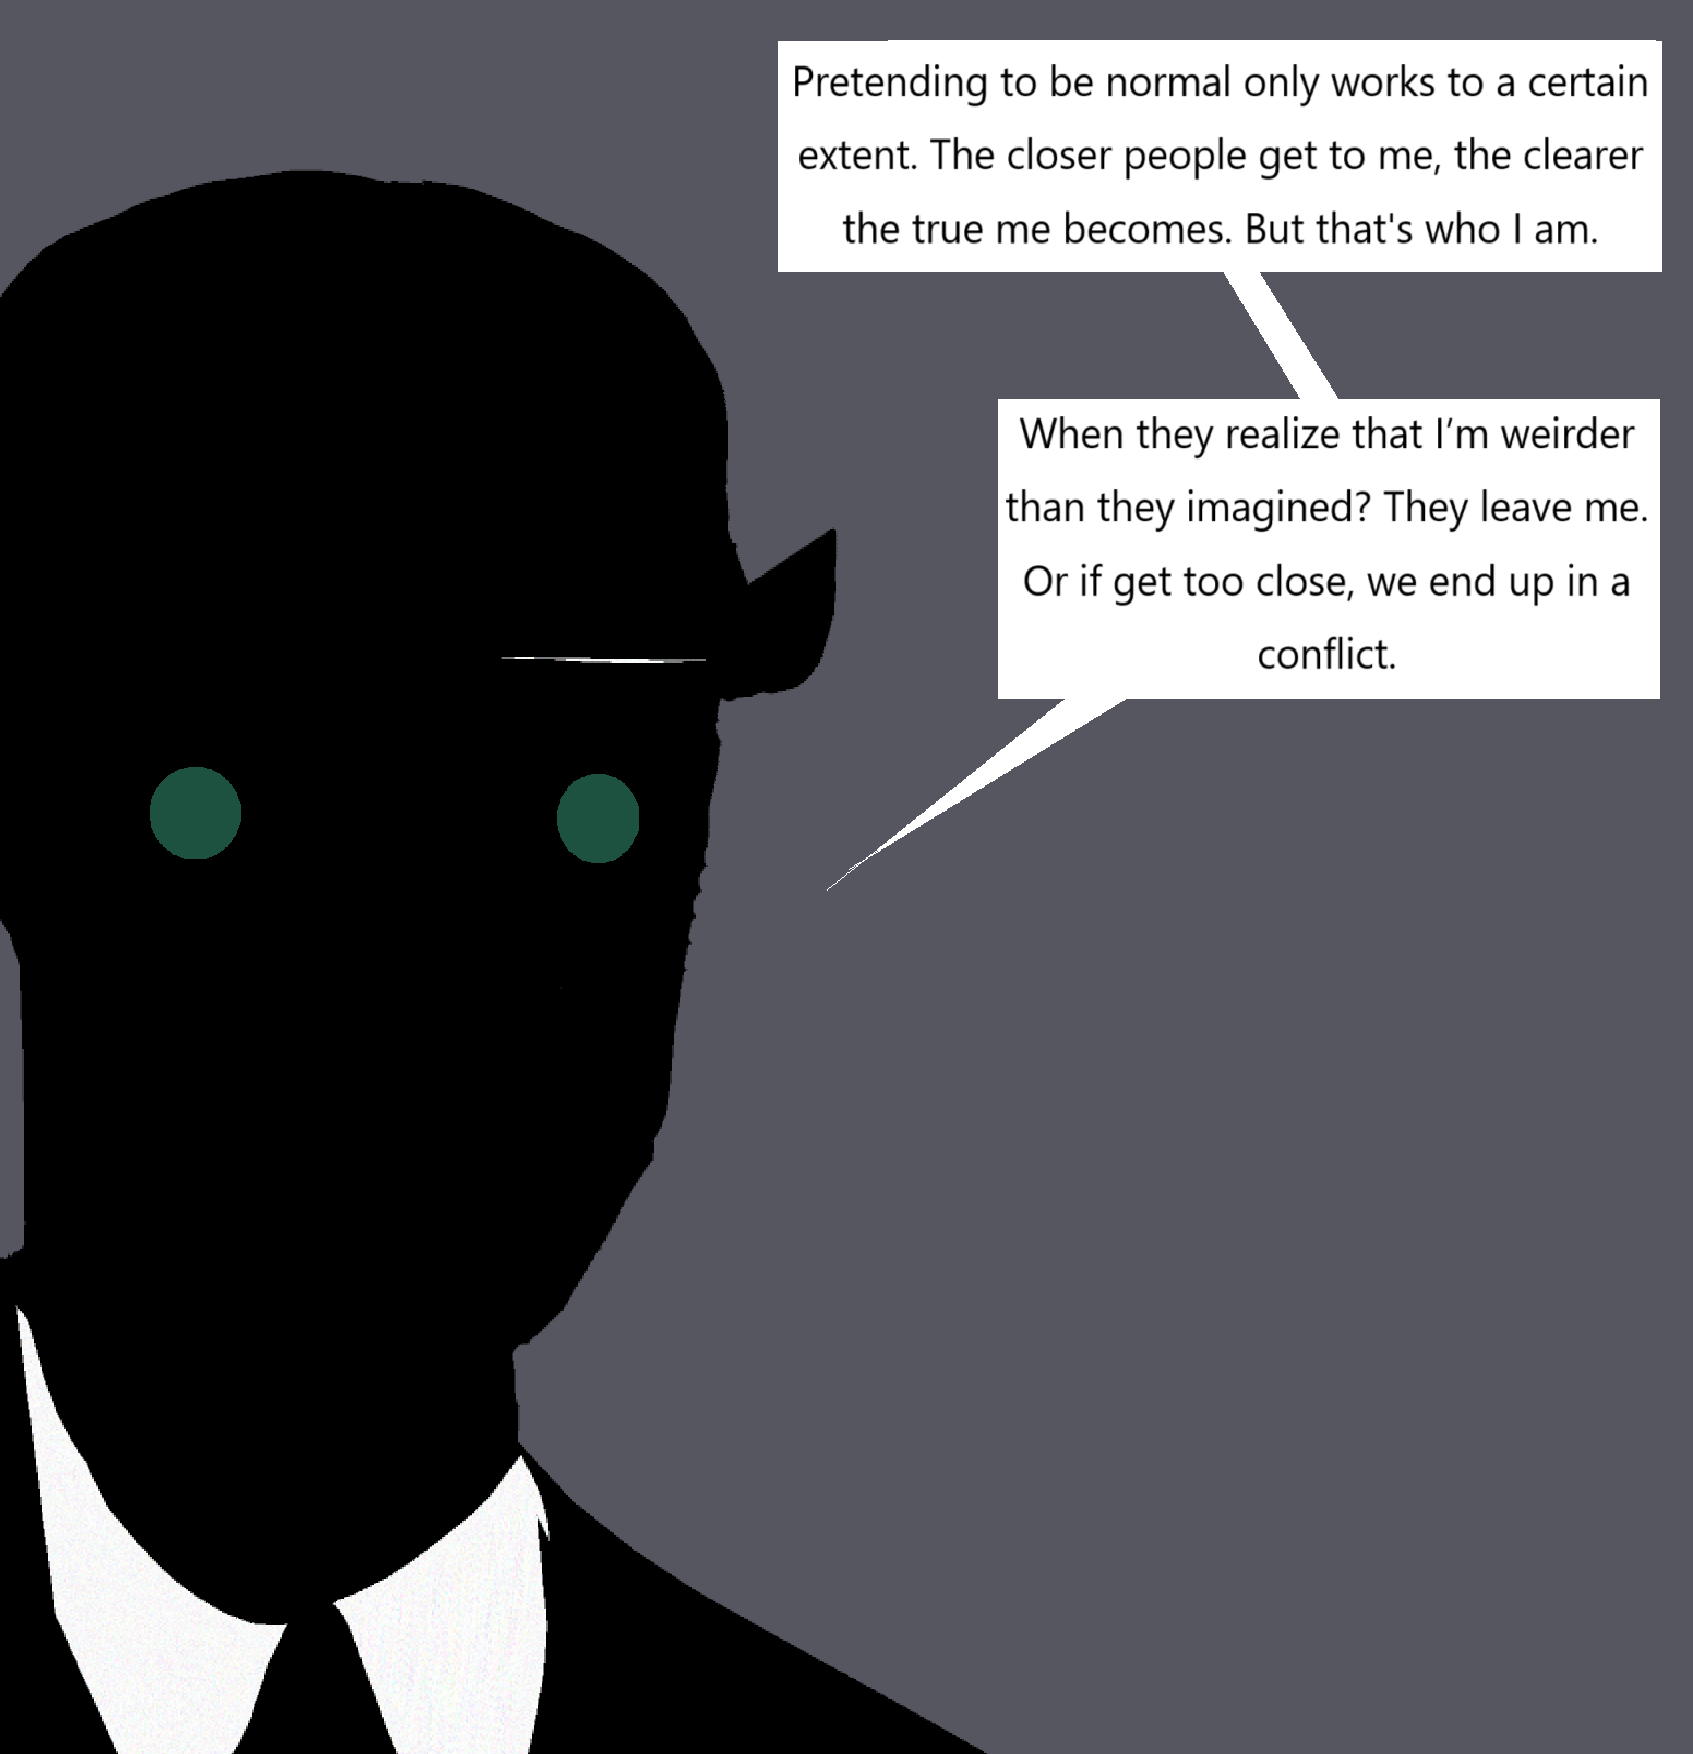 Pretending to be normal only works to a certain
extent. The closer people get to me, the clearer
the true me becomes. But that's who I am.
When they realize that I’m weirder
than they imagined? They leave me.
Or if get too close, we end up in a
conflict.